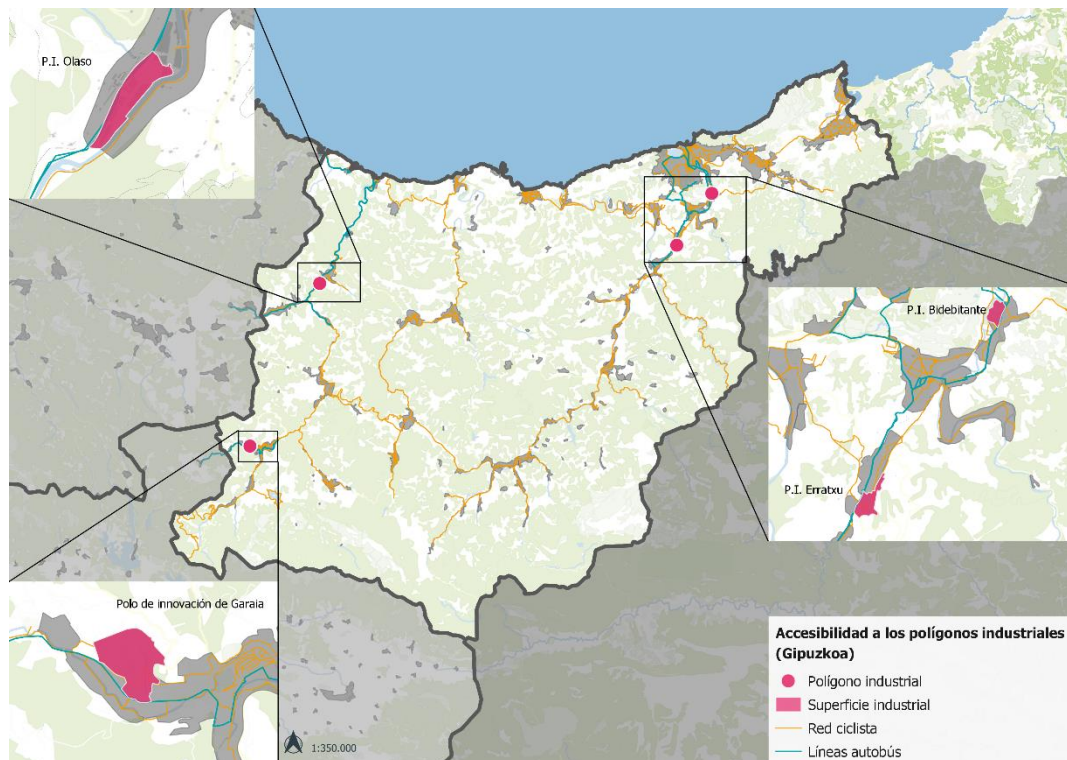 P.I. Olaso
P.I. Bidebitante
P.I. Erratxu
Polo de innovación de Garaia
1:350.000
Accesibilidad a los polígonos industriales
(Gipuzkoa)
Polígono industrial
Superficie industrial
Red ciclista
Líneas autobús